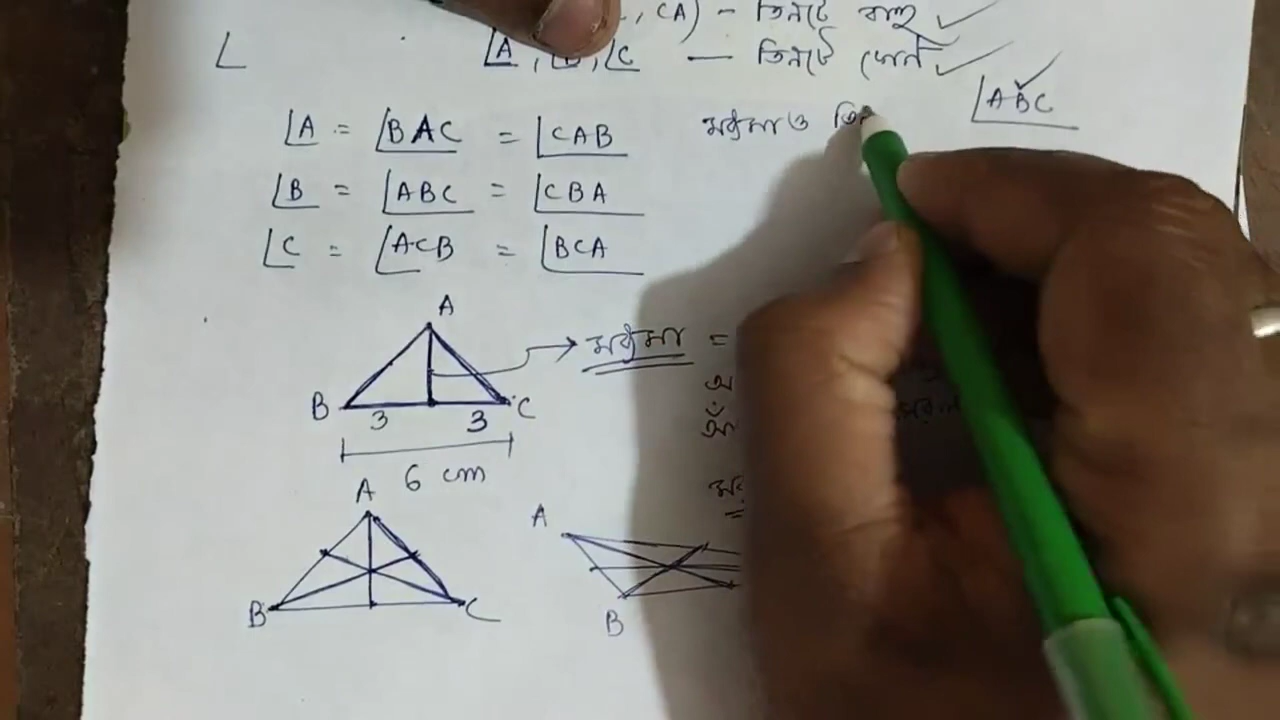 , CA) - তিনটে বাহু
∠A, ∠C — তিনটে কোন
∠
∠ABC
∠A = ∠BAC = ∠CAB
মধ্যমাও
∠B = ∠ABC = ∠CBA
∠C = ∠ACB = ∠BCA
A
মধ্যমা =
B 3 3 C
6 cm
A
A
B C
B